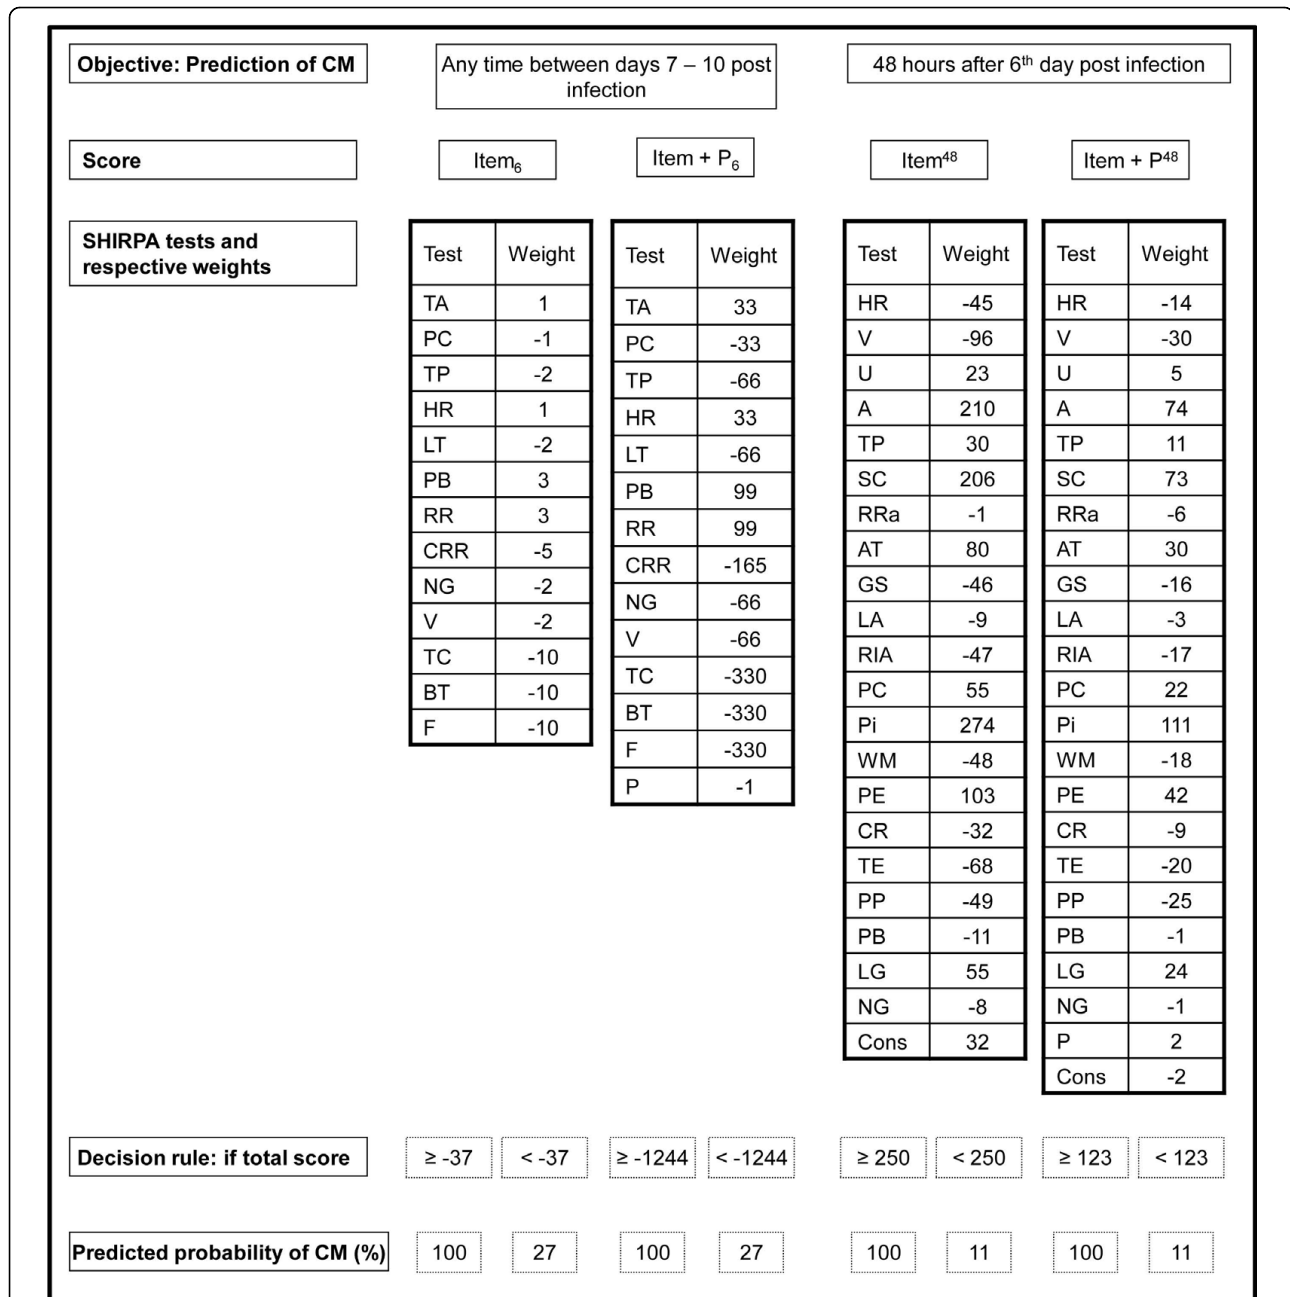 Objective: Prediction of CM
Any time between days 7 – 10 post
infection
48 hours after 6th day post infection
Score
Item6
Item + P6
Item48
Item + P48
SHIRPA tests and
respective weights
Test Weight
TA 1
PC -1
TP -2
HR 1
LT -2
PB 3
RR 3
CRR -5
NG -2
V -2
TC -10
BT -10
F -10
Test Weight
TA 33
PC -33
TP -66
HR 33
LT -66
PB 99
RR 99
CRR -165
NG -66
V -66
TC -330
BT -330
F -330
P -1
Test Weight
HR -45
V -96
U 23
A 210
TP 30
SC 206
RRa -1
AT 80
GS -46
LA -9
RIA -47
PC 55
Pi 274
WM -48
PE 103
CR -32
TE -68
PP -49
PB -11
LG 55
NG -8
Cons 32
Test Weight
HR -14
V -30
U 5
A 74
TP 11
SC 73
RRa -6
AT 30
GS -16
LA -3
RIA -17
PC 22
Pi 111
WM -18
PE 42
CR -9
TE -20
PP -25
PB -1
LG 24
NG -1
P 2
Cons -2
Decision rule: if total score
≥ -37 < -37 ≥ -1244 < -1244 ≥ 250 < 250 ≥ 123 < 123
Predicted probability of CM (%)
100 27 100 27 100 11 100 11